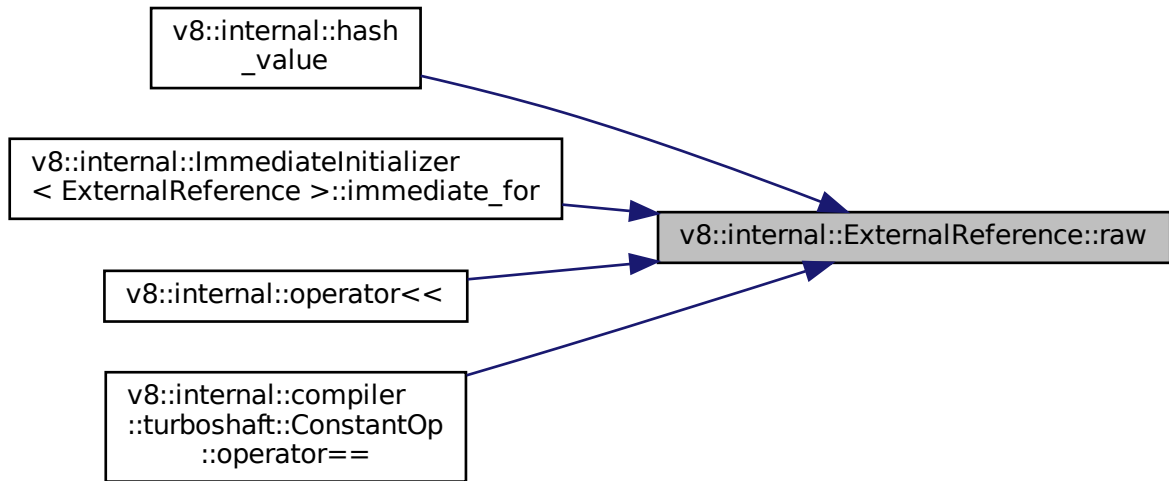 v8::internal::hash
_value
v8::internal::ImmediateInitializer
< ExternalReference >::immediate_for
v8::internal::ExternalReference::raw
v8::internal::operator<<
v8::internal::compiler
::turboshaft::ConstantOp
::operator==